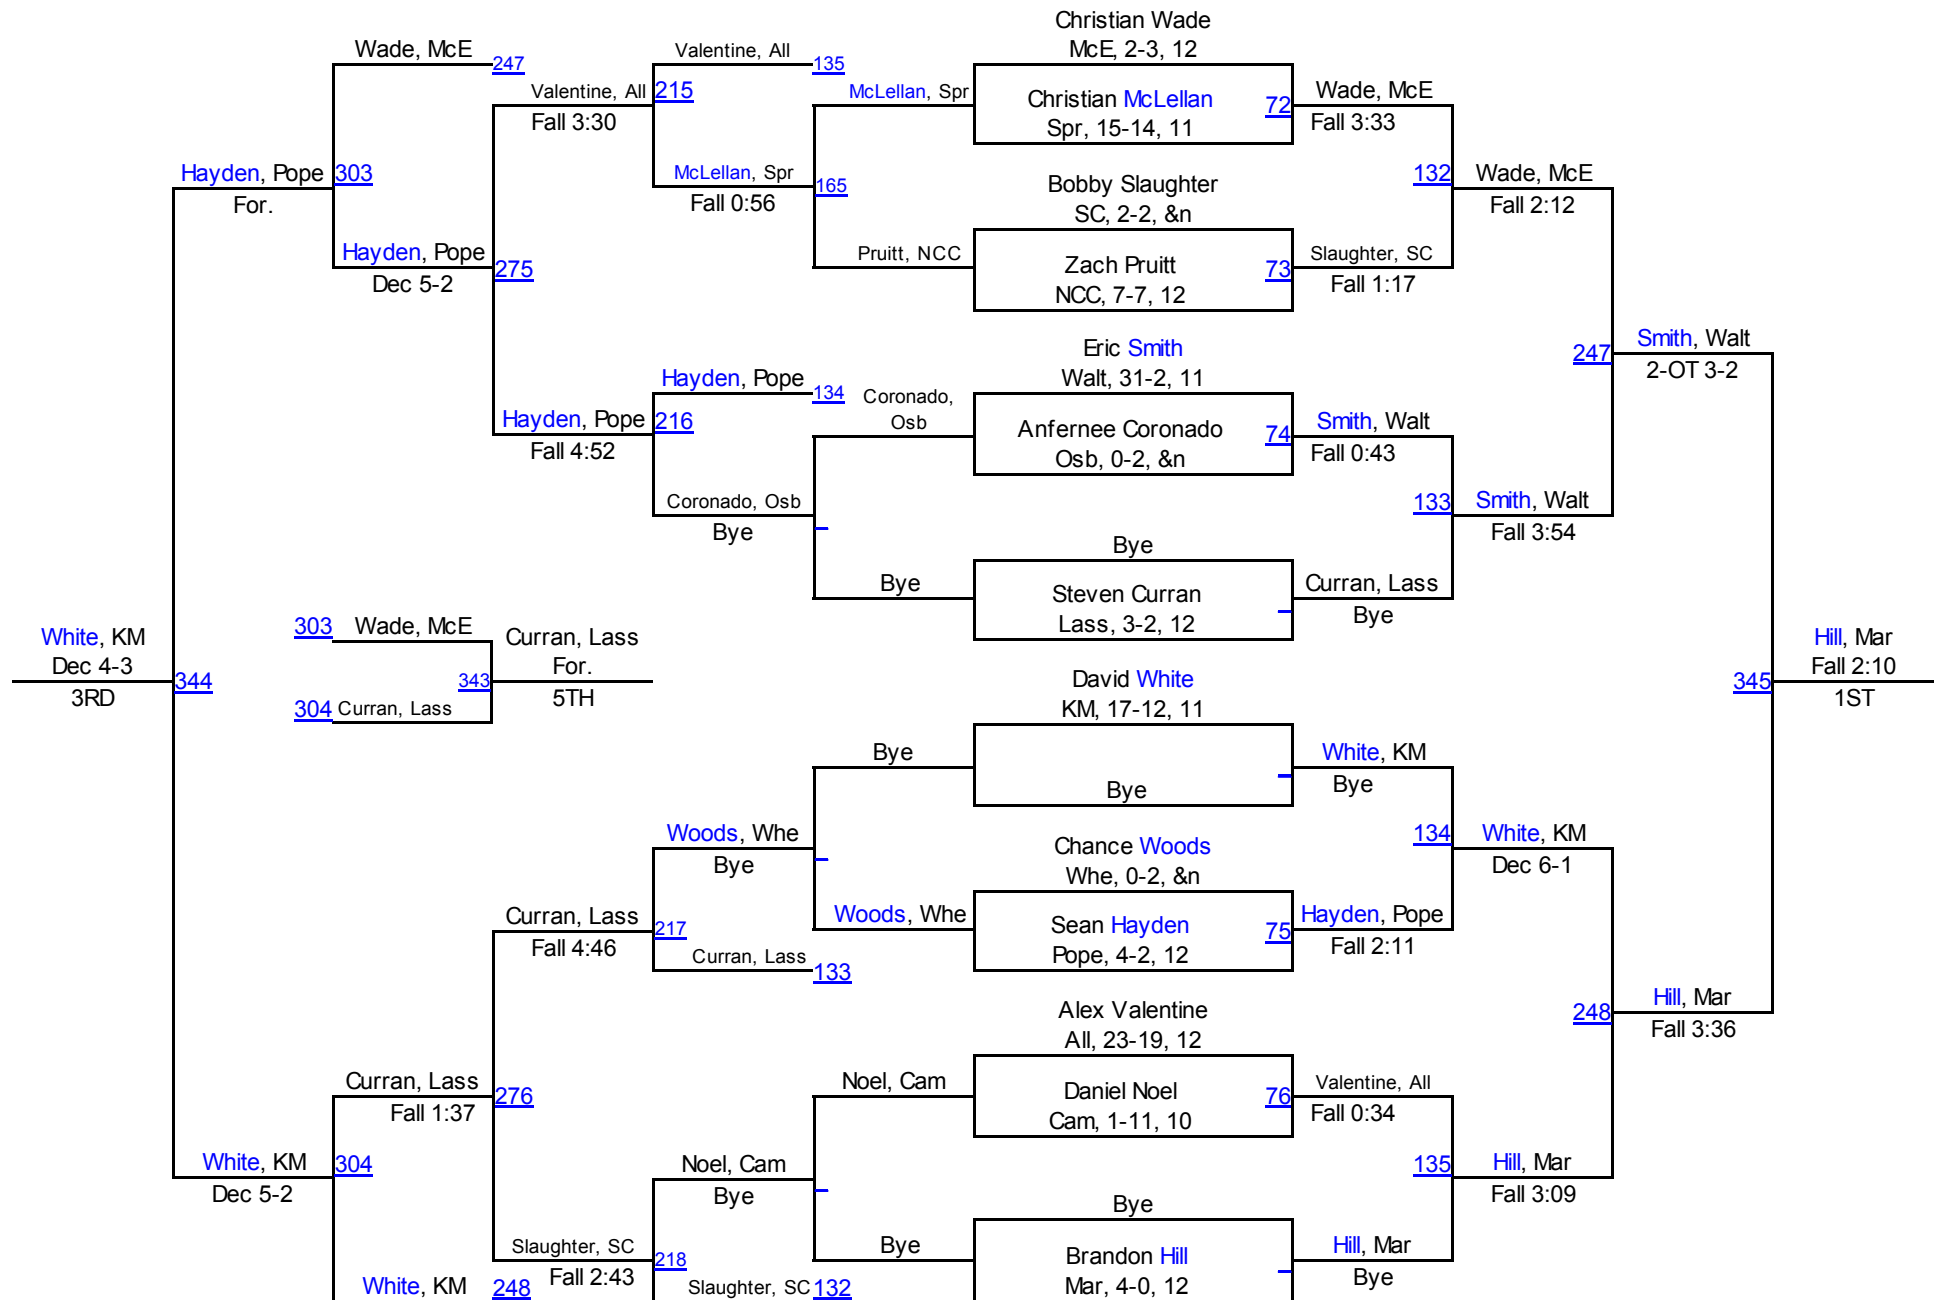 Christian Wade
Wade, McE
247
Valentine, All
135
McE, 2-3, 12
Valentine, All
215
Fall 3:30
McLellan, Spr
Christian McLellan
Spr, 15-14, 11
72
Wade, McE
Fall 3:33
Hayden, Pope
303
For.
McLellan, Spr
Fall 0:56
165
Bobby Slaughter
SC, 2-2, &n
132
Wade, McE
Fall 2:12
Hayden, Pope
Dec 5-2
275
Pruitt, NCC
Zach Pruitt
NCC, 7-7, 12
73
Slaughter, SC
Fall 1:17
Eric Smith
Walt, 31-2, 11
247
Smith, Walt
2-OT 3-2
Hayden, Pope
134
Coronado,
Osb
Hayden, Pope
216
Fall 4:52
Anfernee Coronado
Osb, 0-2, &n
74
Smith, Walt
Fall 0:43
Coronado, Osb
Bye
133
Smith, Walt
Fall 3:54
Bye
Bye
Steven Curran
Lass, 3-2, 12
Curran, Lass
Bye
White, KM
Dec 4-3
3RD
344
303
Wade, McE
304
Curran, Lass
343
Curran, Lass
For.
5TH
David White
KM, 17-12, 11
345
Hill, Mar
Fall 2:10
1ST
Bye
Bye
White, KM
Bye
Woods, Whe
Bye
Chance Woods
Whe, 0-2, &n
134
White, KM
Dec 6-1
Curran, Lass
Fall 4:46
217
Woods, Whe
Sean Hayden
Pope, 4-2, 12
75
Hayden, Pope
Fall 2:11
Curran, Lass
133
Alex Valentine
All, 23-19, 12
248
Hill, Mar
Fall 3:36
Curran, Lass
Fall 1:37
276
Noel, Cam
Daniel Noel
Cam, 1-11, 10
76
Valentine, All
Fall 0:34
White, KM
Dec 5-2
304
Noel, Cam
Bye
135
Hill, Mar
Fall 3:09
Bye
Slaughter, SC
Fall 2:43
218
Bye
Brandon Hill
Mar, 4-0, 12
Hill, Mar
Bye
White, KM
248
Slaughter, SC
132